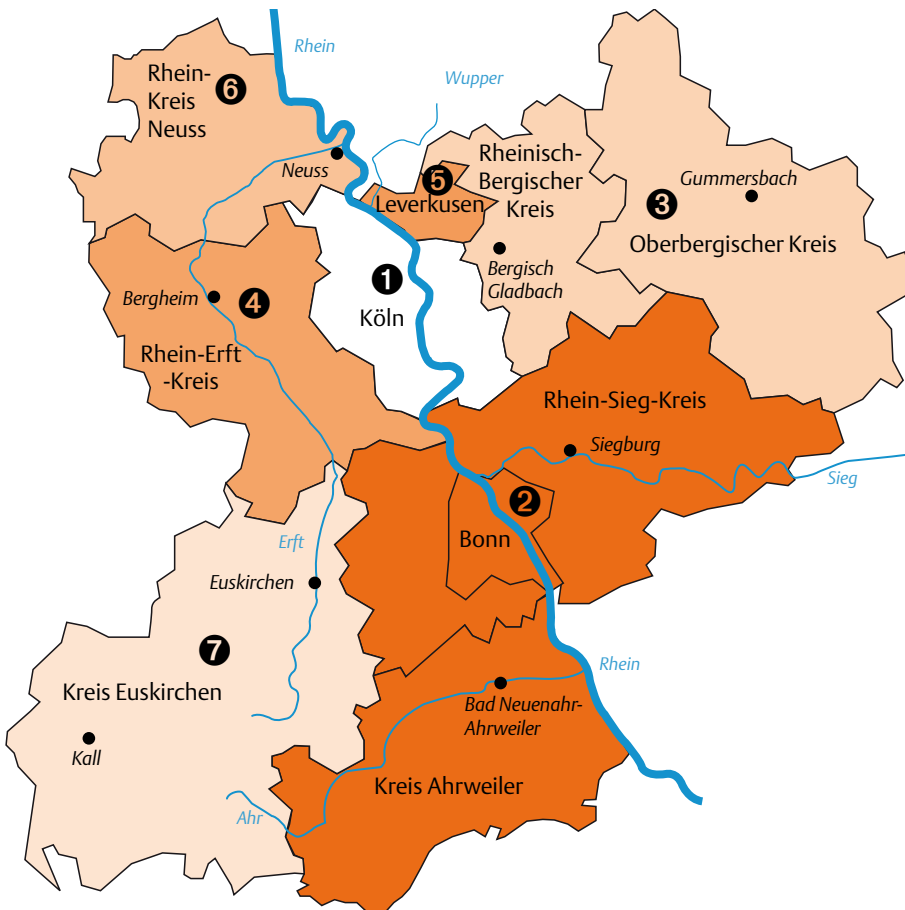 Rhein
Rhein-
Kreis
Neuss
6
Wupper
Neuss
Rheinisch-
Bergischer
Kreis
5
Leverkusen
Gummersbach
3
Oberbergischer Kreis
Bergisch
Gladbach
1
Köln
Bergheim
4
Rhein-Erft
-Kreis
Rhein-Sieg-Kreis
Siegburg
Sieg
2
Bonn
Erft
Euskirchen
7
Kreis Euskirchen
Kall
Rhein
Bad Neuenahr-
Ahrweiler
Kreis Ahrweiler
Ahr